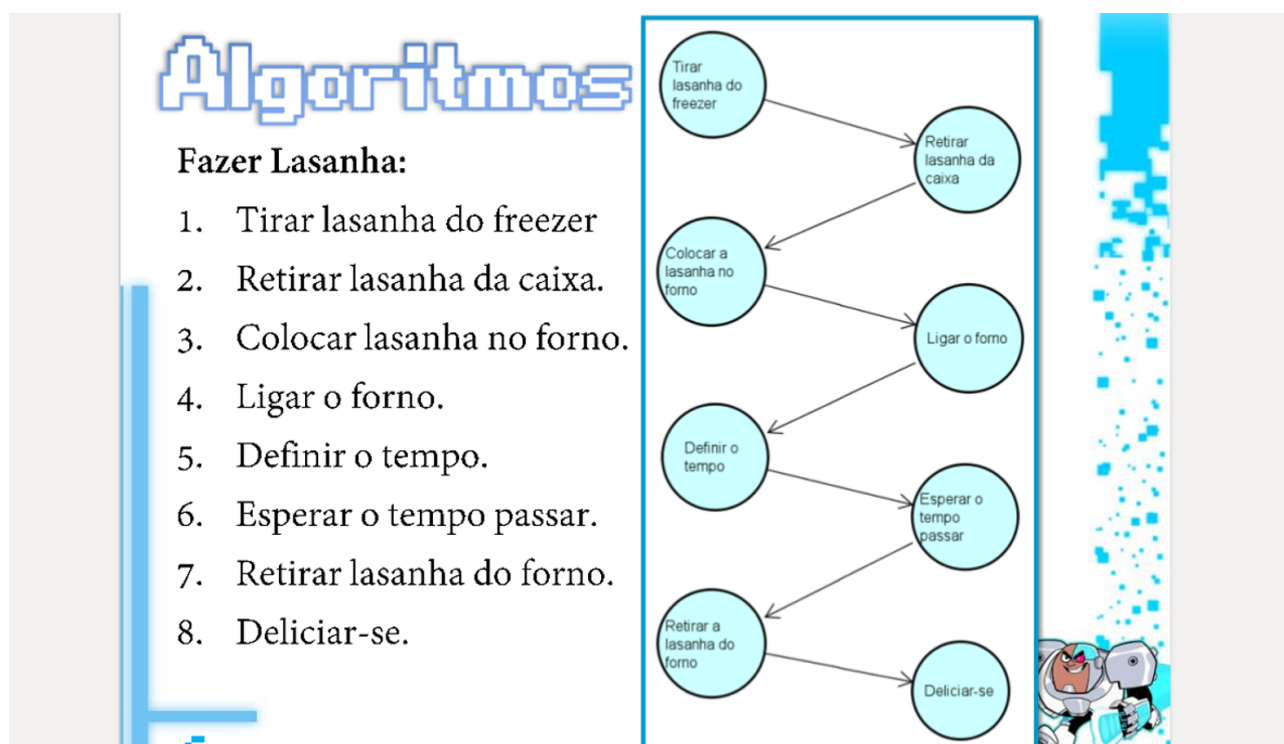 Algoritmos
Fazer Lasanha:
1. Tirar lasanha do freezer
2. Retirar lasanha da caixa.
3. Colocar lasanha no forno.
4. Ligar o forno.
5. Definir o tempo.
6. Esperar o tempo passar.
7. Retirar lasanha do forno.
8. Deliciar-se.
Tirar
lasanha do
freezer
Retirar
lasanha da
caixa
Colocar a
lasanha no
forno
Ligar o forno
Definir o
tempo
Esperar o
tempo
passar
Retirar a
lasanha do
forno
Deliciar-se